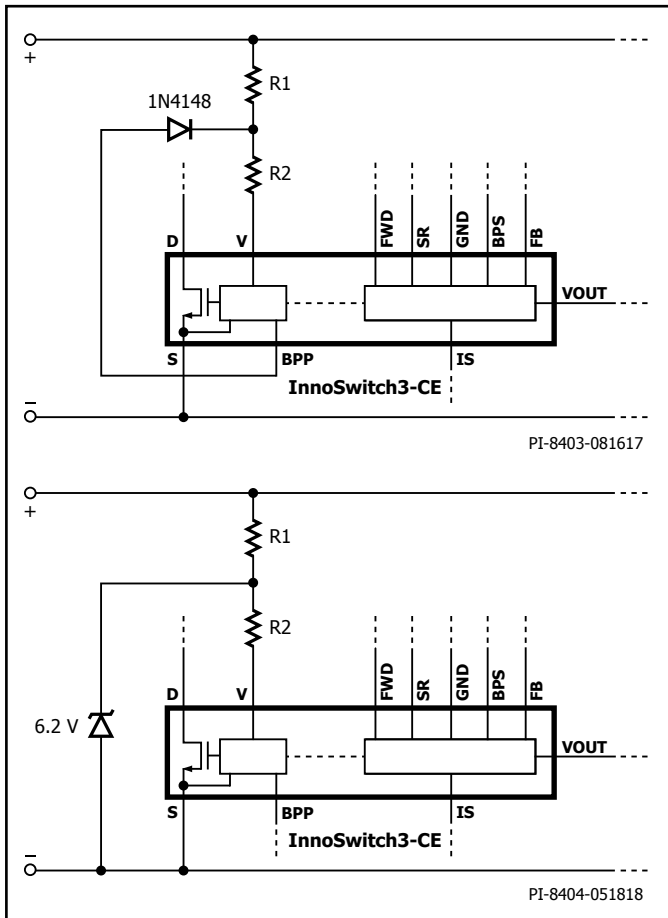 +
R1
1N4148
R2
D
V
FWD
SR
GND
BPS
FB
VOUT
S
BPP
IS
InnoSwitch3-CE
–
PI-8403-081617
+
R1
R2
6.2 V
D
V
FWD
SR
GND
BPS
FB
VOUT
S
BPP
IS
InnoSwitch3-CE
–
PI-8404-051818